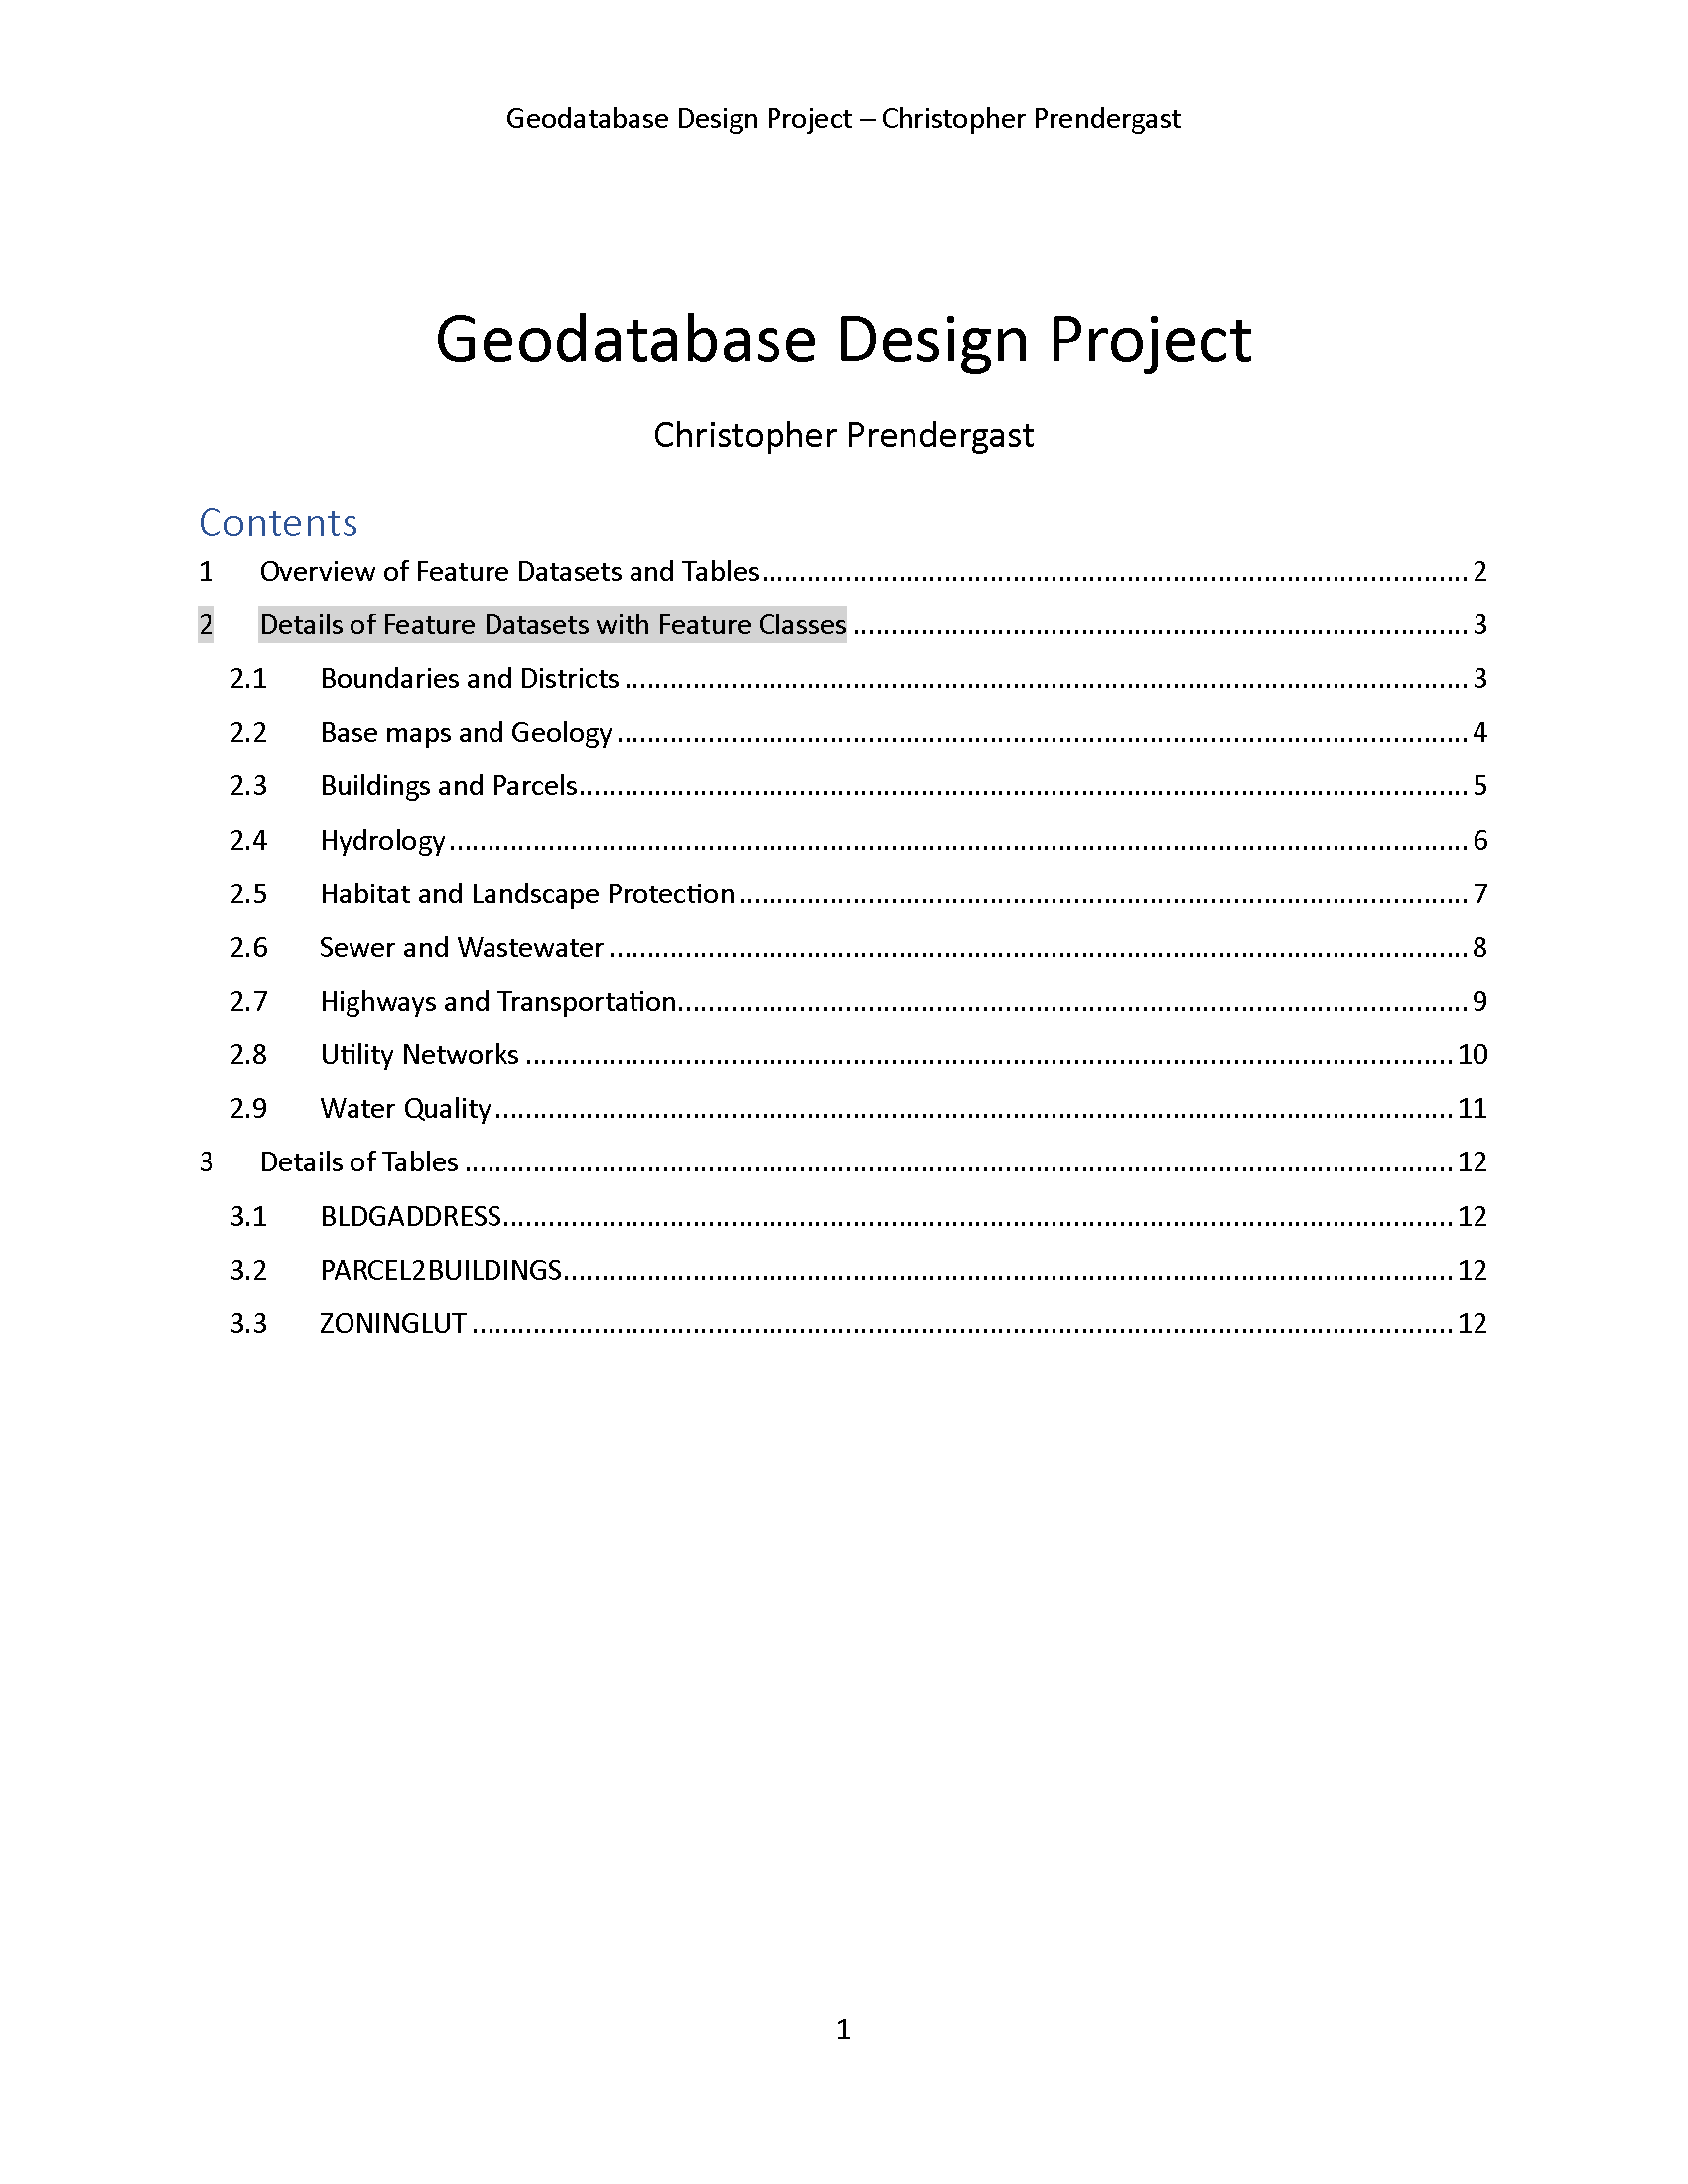 Geodatabase Design Project – Christopher Prendergast
Geodatabase Design Project
Christopher Prendergast
Contents
1 Overview of Feature Datasets and Tables 2
2 Details of Feature Datasets with Feature Classes 3
2.1 Boundaries and Districts 3
2.2 Base maps and Geology 4
2.3 Buildings and Parcels 5
2.4 Hydrology 6
2.5 Habitat and Landscape Protection 7
2.6 Sewer and Wastewater 8
2.7 Highways and Transportation 9
2.8 Utility Networks 10
2.9 Water Quality 11
3 Details of Tables 12
3.1 BLDGADDRESS 12
3.2 PARCEL2BUILDINGS 12
3.3 ZONINGLUT 12
1